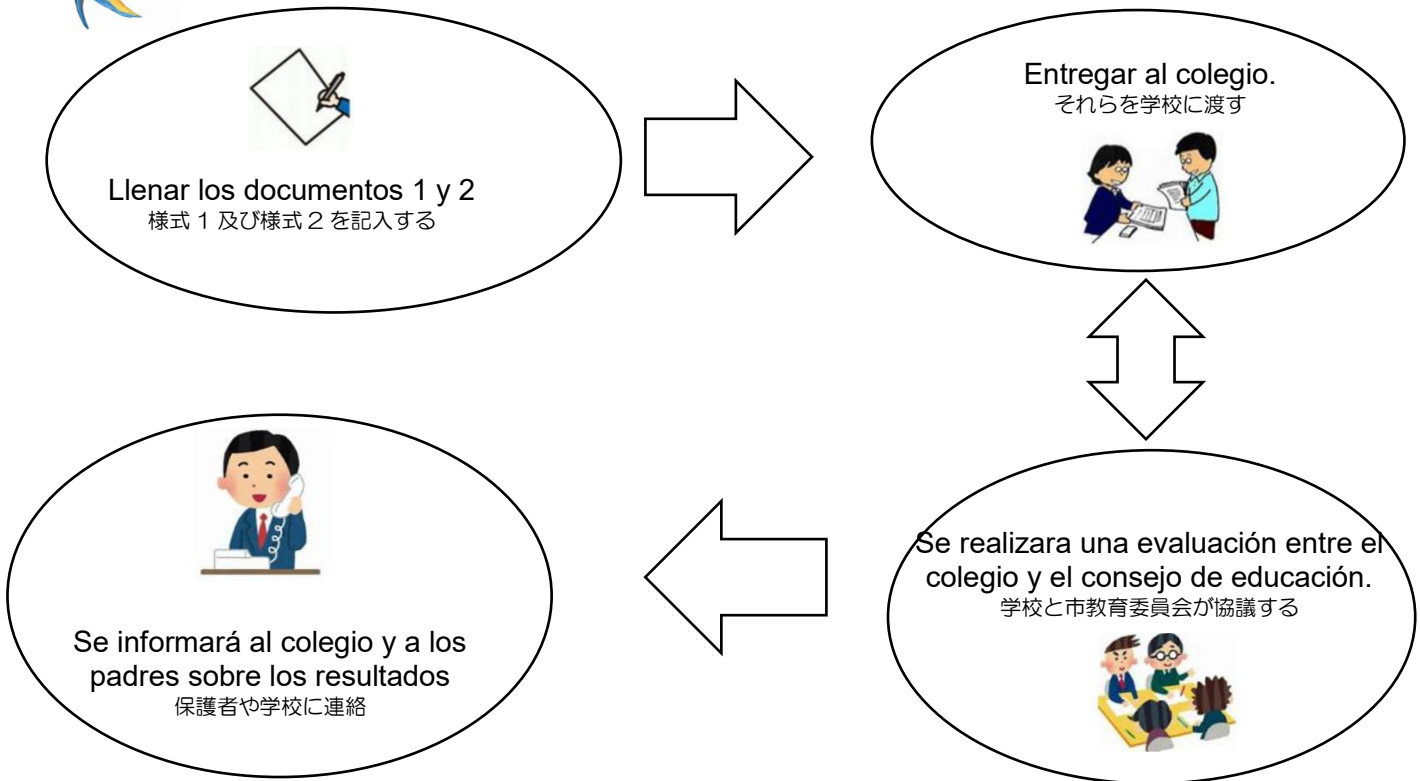 Llenar los documentos 1 y 2
様式 1 及び様式 2 を記入する
Entregar al colegio.
それらを学校に渡す
Se realizara una evaluación entre el
colegio y el consejo de educación.
学校と市教育委員会が協議する
Se informará al colegio y a los
padres sobre los resultados
保護者や学校に連絡